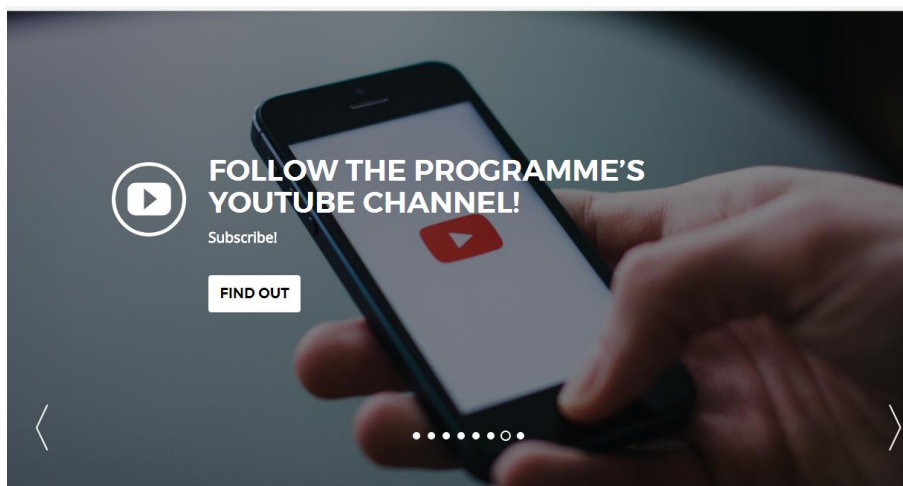 FOLLOW THE PROGRAMME'S
YOUTUBE CHANNEL!
Subscribe!
FIND OUT